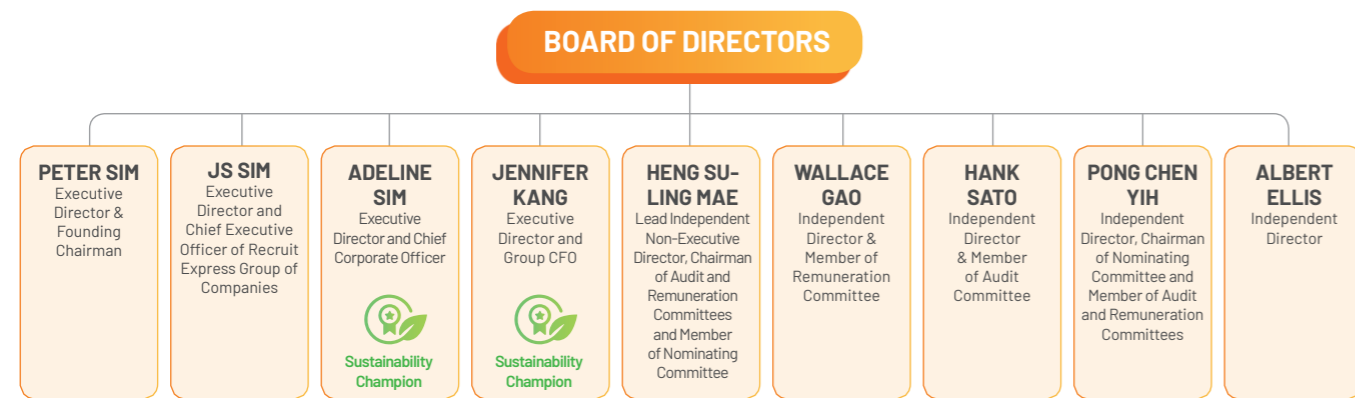 BOARD OF DIRECTORS
PETER SIM
Executive
Director &
Founding
Chairman
JS SIM
Executive
Director and
Chief Executive
Officer of Recruit
Express Group of
Companies
ADELINE
SIM
Executive
Director and Chief
Corporate Officer
Sustainability
Champion
JENNIFER
KANG
Executive
Director and
Group CFO
Sustainability
Champion
HENG SU-
LING MAE
Lead Independent
Non-Executive
Director, Chairman
of Audit and
Remuneration
Committees
and Member
of Nominating
Committee
WALLACE
GAO
Independent
Director &
Member of
Remuneration
Committee
HANK
SATO
Independent
Director
& Member
of Audit
Committee
PONG CHEN
YIH
Independent
Director, Chairman
of Nominating
Committee and
Member of Audit
and Remuneration
Committees
ALBERT
ELLIS
Independent
Director